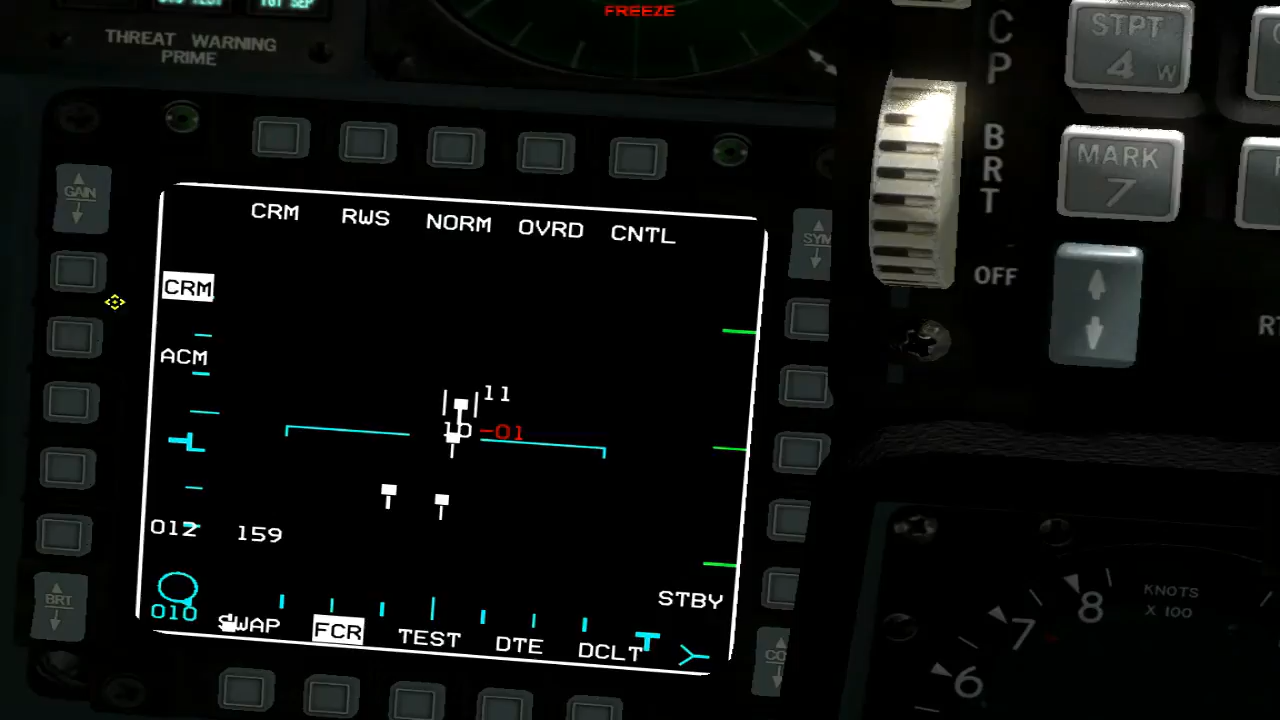 FREEZE
THREAT WARNING
PRIME
GAIN
CRM RWS NORM OVRD CNTL
SYM
CRM
ACM
11
10 -01
012 159
010
STBY
BRT
SWAP FCR TEST DTE DCLT
C
P
B
R
T
OFF
STPT
4 W
MARK
7
KNOTS
X 100
8
7
6